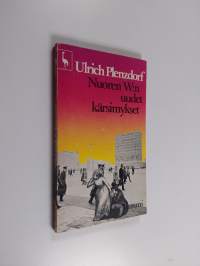 Ulrich Plenzdorf
Nuoren W:n
uudet
kärsimykset